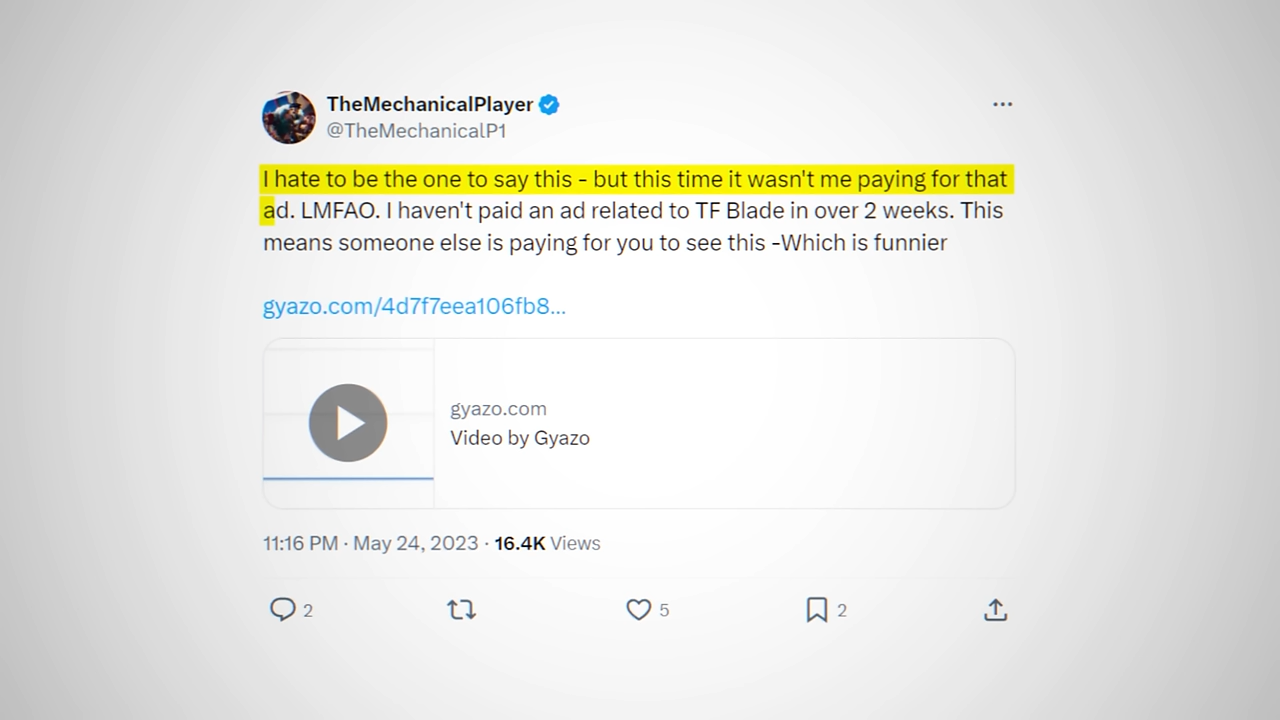 TheMechanicalPlayer
@TheMechanicalP1
I hate to be the one to say this - but this time it wasn't me paying for that
ad. LMFAO. I haven't paid an ad related to TF Blade in over 2 weeks. This
means someone else is paying for you to see this -Which is funnier
gyazo.com/4d7f7eea106fb8...
gyazo.com
Video by Gyazo
11:16 PM · May 24, 2023 · 16.4K Views
2 5 2